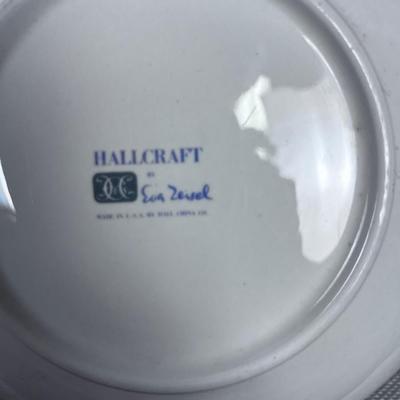 HALLCRAFT
BY
Eva Zeisel
MADE IN U.S.A. BY HALL CHINA CO.